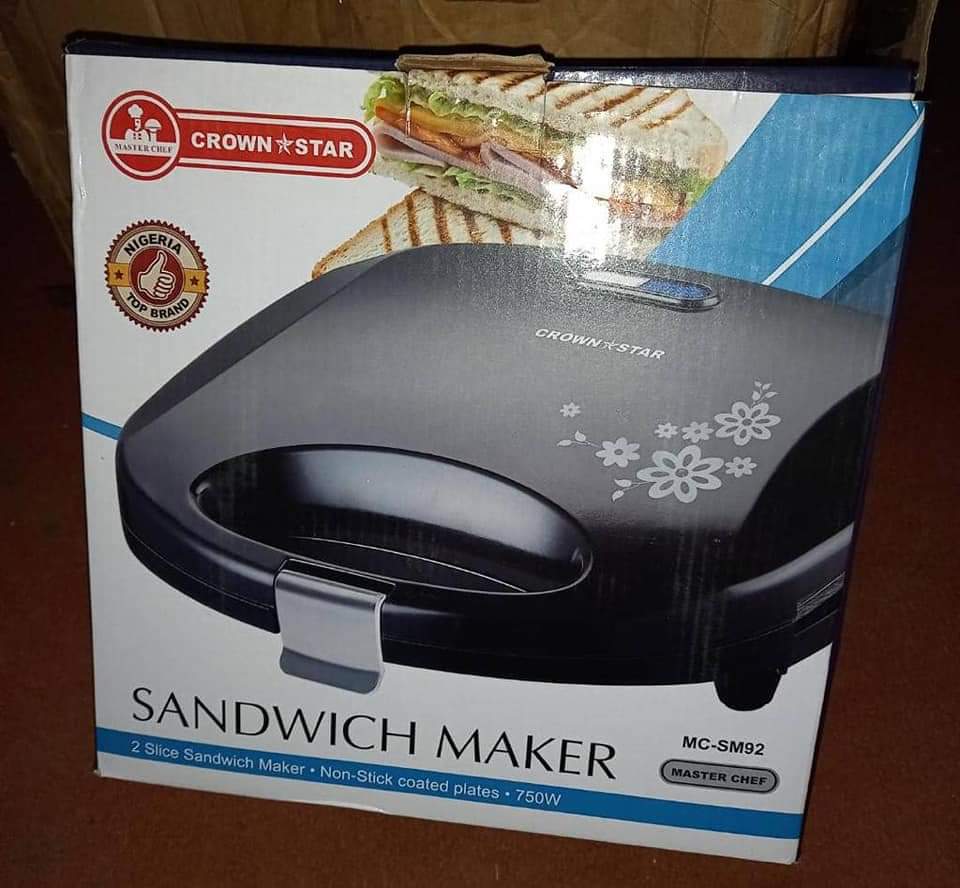 MASTER CHEF
CROWN★STAR
NIGERIA
TOP BRAND
CROWN★STAR
SANDWICH MAKER
MC-SM92
2 Slice Sandwich Maker • Non-Stick coated plates • 750W
MASTER CHEF